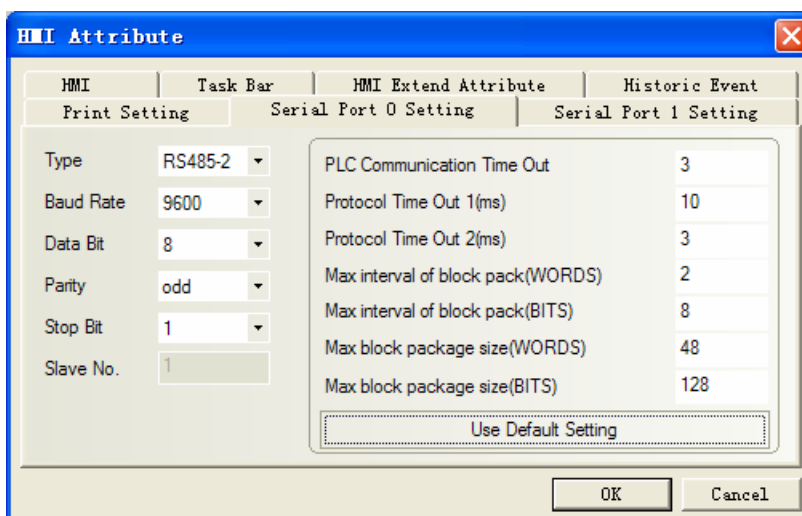 HMI Attribute
HMI Task Bar HMI Extend Attribute Historic Event
Print Setting Serial Port 0 Setting Serial Port 1 Setting
Type RS485-2
Baud Rate 9600
Data Bit 8
Parity odd
Stop Bit 1
Slave No. 1
PLC Communication Time Out 3
Protocol Time Out 1(ms) 10
Protocol Time Out 2(ms) 3
Max interval of block pack(WORDS) 2
Max interval of block pack(BITS) 8
Max block package size(WORDS) 48
Max block package size(BITS) 128
Use Default Setting
OK Cancel